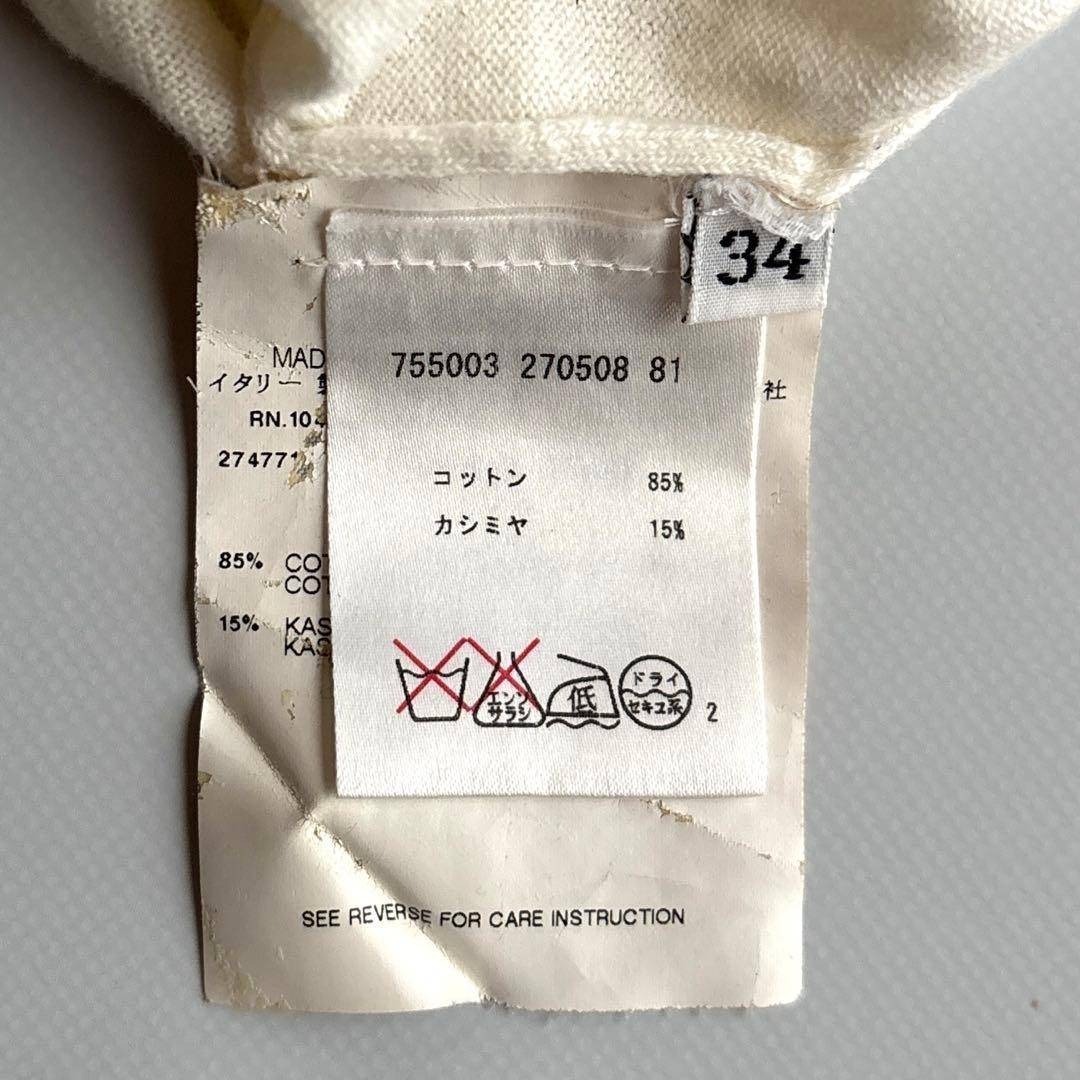 34
755003 270508 81
MAD
イタリー
社
RN.10
274771
コットン 85%
カシミヤ 15%
85% COT
COT
15% KAS
KAS
エンソ
サラシ
低
ドライ
セキユ系
2
SEE REVERSE FOR CARE INSTRUCTION